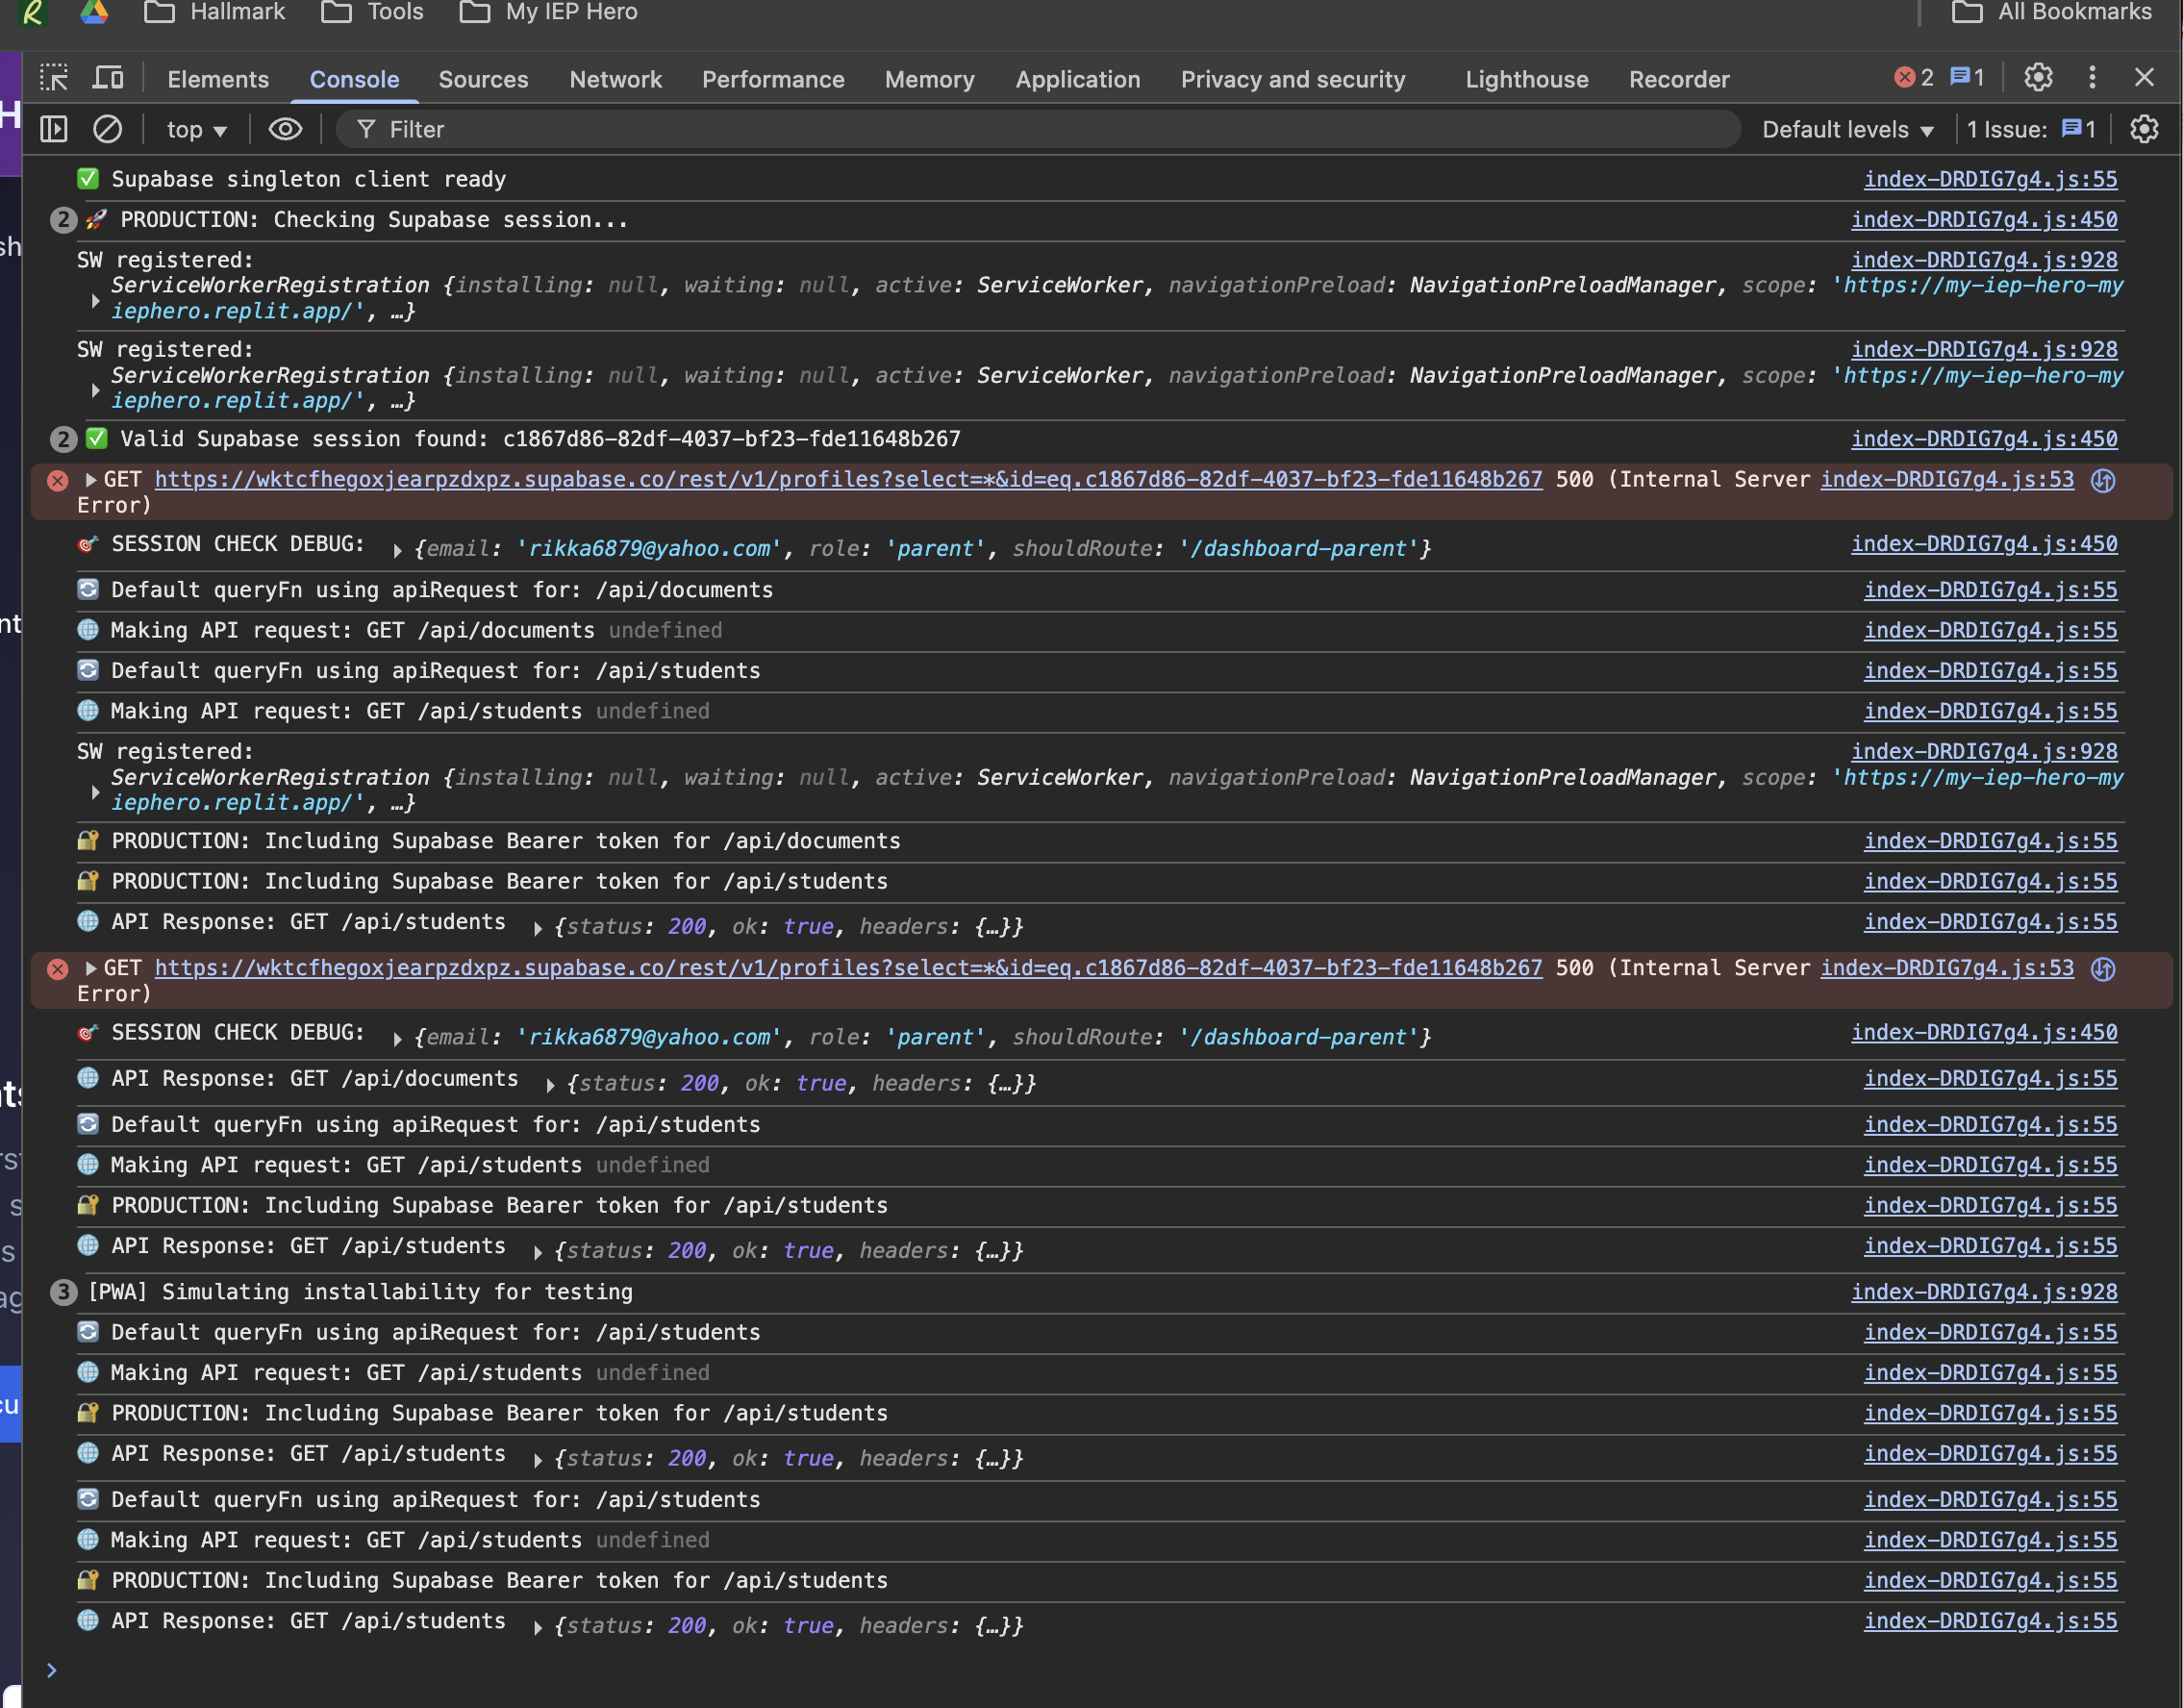 Hallmark Tools My IEP Hero All Bookmarks
Elements Console Sources Network Performance Memory Application Privacy and security Lighthouse Recorder 2 1
top Filter Default levels 1 Issue: 1
✅ Supabase singleton client ready index-DRDIG7g4.js:55
2 🚀 PRODUCTION: Checking Supabase session... index-DRDIG7g4.js:450
SW registered: index-DRDIG7g4.js:928
ServiceWorkerRegistration {installing: null, waiting: null, active: ServiceWorker, navigationPreload: NavigationPreloadManager, scope: 'https://my-iep-hero-my
iephero.replit.app/', …}
SW registered: index-DRDIG7g4.js:928
ServiceWorkerRegistration {installing: null, waiting: null, active: ServiceWorker, navigationPreload: NavigationPreloadManager, scope: 'https://my-iep-hero-my
iephero.replit.app/', …}
2 ✅ Valid Supabase session found: c1867d86-82df-4037-bf23-fde11648b267 index-DRDIG7g4.js:450
GET https://wktcfhegoxjearpzdxpz.supabase.co/rest/v1/profiles?select=*&id=eq.c1867d86-82df-4037-bf23-fde11648b267 500 (Internal Server index-DRDIG7g4.js:53
Error)
🎯 SESSION CHECK DEBUG: {email: 'rikka6879@yahoo.com', role: 'parent', shouldRoute: '/dashboard-parent'} index-DRDIG7g4.js:450
🔄 Default queryFn using apiRequest for: /api/documents index-DRDIG7g4.js:55
🌐 Making API request: GET /api/documents undefined index-DRDIG7g4.js:55
🔄 Default queryFn using apiRequest for: /api/students index-DRDIG7g4.js:55
🌐 Making API request: GET /api/students undefined index-DRDIG7g4.js:55
SW registered: index-DRDIG7g4.js:928
ServiceWorkerRegistration {installing: null, waiting: null, active: ServiceWorker, navigationPreload: NavigationPreloadManager, scope: 'https://my-iep-hero-my
iephero.replit.app/', …}
🔐 PRODUCTION: Including Supabase Bearer token for /api/documents index-DRDIG7g4.js:55
🔐 PRODUCTION: Including Supabase Bearer token for /api/students index-DRDIG7g4.js:55
🌐 API Response: GET /api/students {status: 200, ok: true, headers: {…}} index-DRDIG7g4.js:55
GET https://wktcfhegoxjearpzdxpz.supabase.co/rest/v1/profiles?select=*&id=eq.c1867d86-82df-4037-bf23-fde11648b267 500 (Internal Server index-DRDIG7g4.js:53
Error)
🎯 SESSION CHECK DEBUG: {email: 'rikka6879@yahoo.com', role: 'parent', shouldRoute: '/dashboard-parent'} index-DRDIG7g4.js:450
🌐 API Response: GET /api/documents {status: 200, ok: true, headers: {…}} index-DRDIG7g4.js:55
🔄 Default queryFn using apiRequest for: /api/students index-DRDIG7g4.js:55
🌐 Making API request: GET /api/students undefined index-DRDIG7g4.js:55
🔐 PRODUCTION: Including Supabase Bearer token for /api/students index-DRDIG7g4.js:55
🌐 API Response: GET /api/students {status: 200, ok: true, headers: {…}} index-DRDIG7g4.js:55
3 [PWA] Simulating installability for testing index-DRDIG7g4.js:928
🔄 Default queryFn using apiRequest for: /api/students index-DRDIG7g4.js:55
🌐 Making API request: GET /api/students undefined index-DRDIG7g4.js:55
🔐 PRODUCTION: Including Supabase Bearer token for /api/students index-DRDIG7g4.js:55
🌐 API Response: GET /api/students {status: 200, ok: true, headers: {…}} index-DRDIG7g4.js:55
🔄 Default queryFn using apiRequest for: /api/students index-DRDIG7g4.js:55
🌐 Making API request: GET /api/students undefined index-DRDIG7g4.js:55
🔐 PRODUCTION: Including Supabase Bearer token for /api/students index-DRDIG7g4.js:55
🌐 API Response: GET /api/students {status: 200, ok: true, headers: {…}} index-DRDIG7g4.js:55